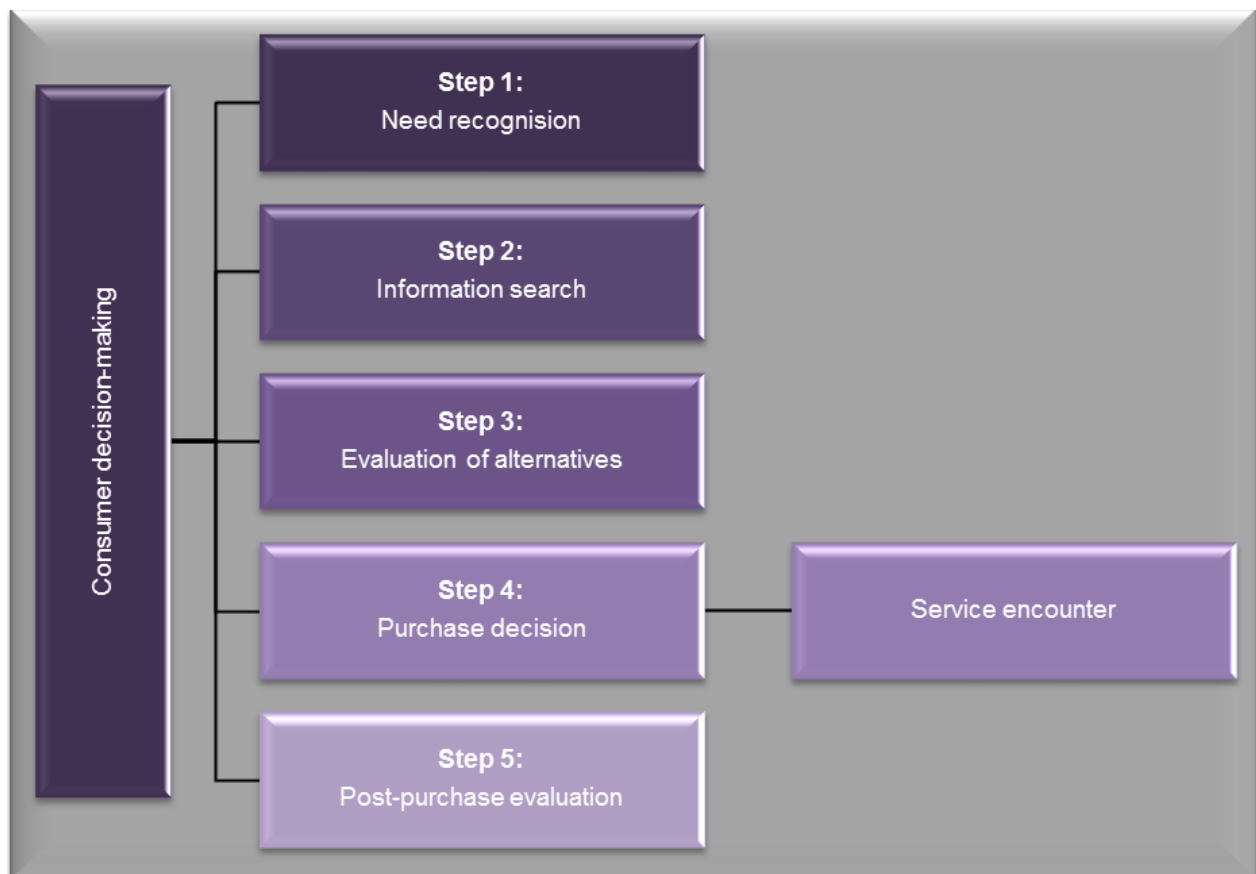 Consumer decision-making
Step 1:
Need recognision
Step 2:
Information search
Step 3:
Evaluation of alternatives
Step 4:
Purchase decision
Service encounter
Step 5:
Post-purchase evaluation